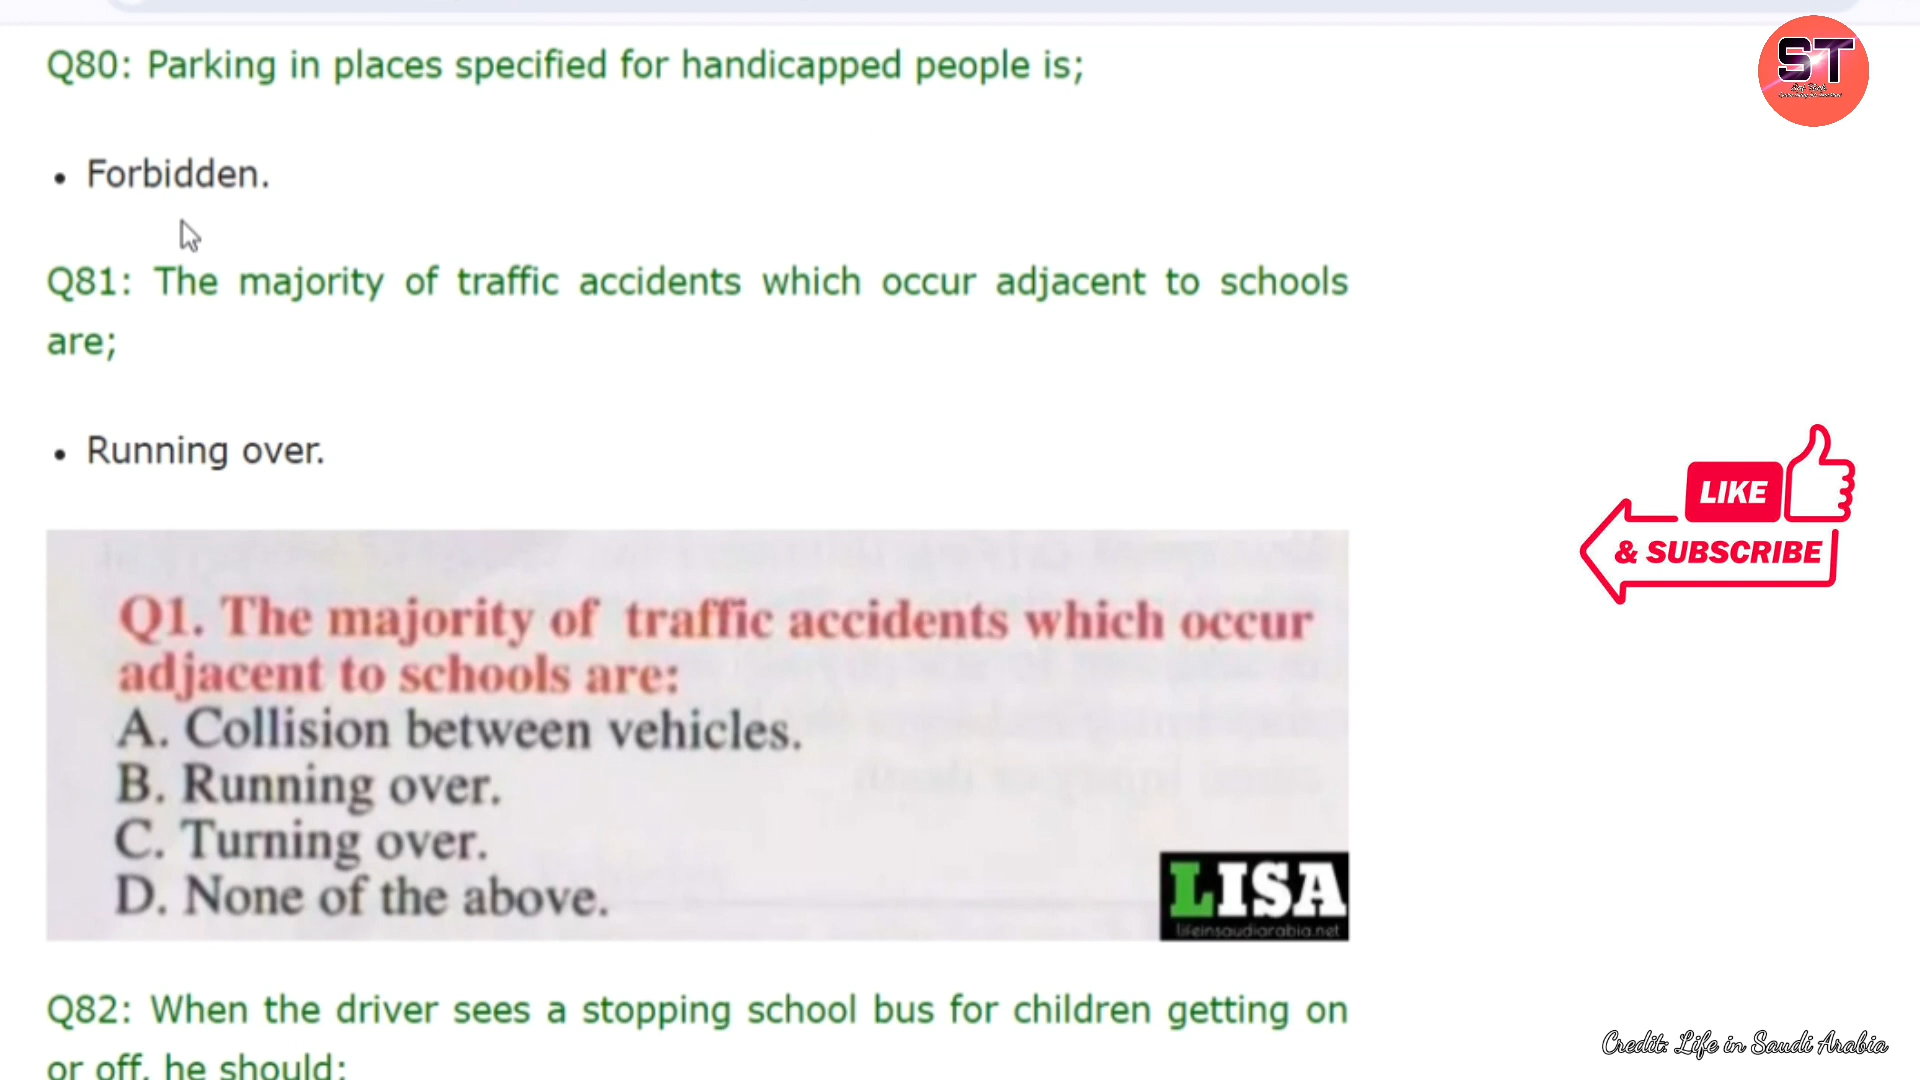 Q80: Parking in places specified for handicapped people is;
ST
• Forbidden.
Q81: The majority of traffic accidents which occur adjacent to schools
are;
• Running over.
LIKE
& SUBSCRIBE
Q1. The majority of traffic accidents which occur
adjacent to schools are:
A. Collision between vehicles.
B. Running over.
C. Turning over.
D. None of the above.
LISA
lifeinsaudiarabia.net
Q82: When the driver sees a stopping school bus for children getting on
or off, he should:
Credit: Life in Saudi Arabia